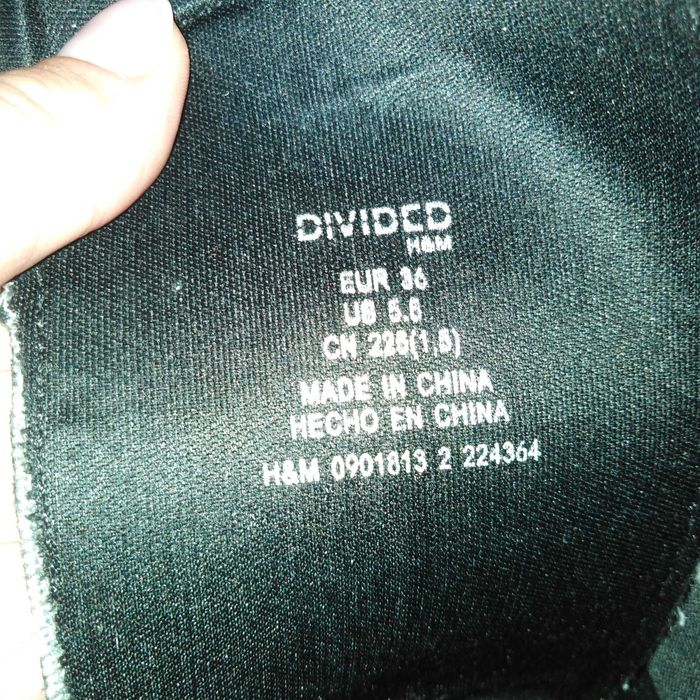 DIVIDED
H&M
EUR 36
US 5.5
CN 225(1,5)
MADE IN CHINA
HECHO EN CHINA
H&M 0901813 2 224364